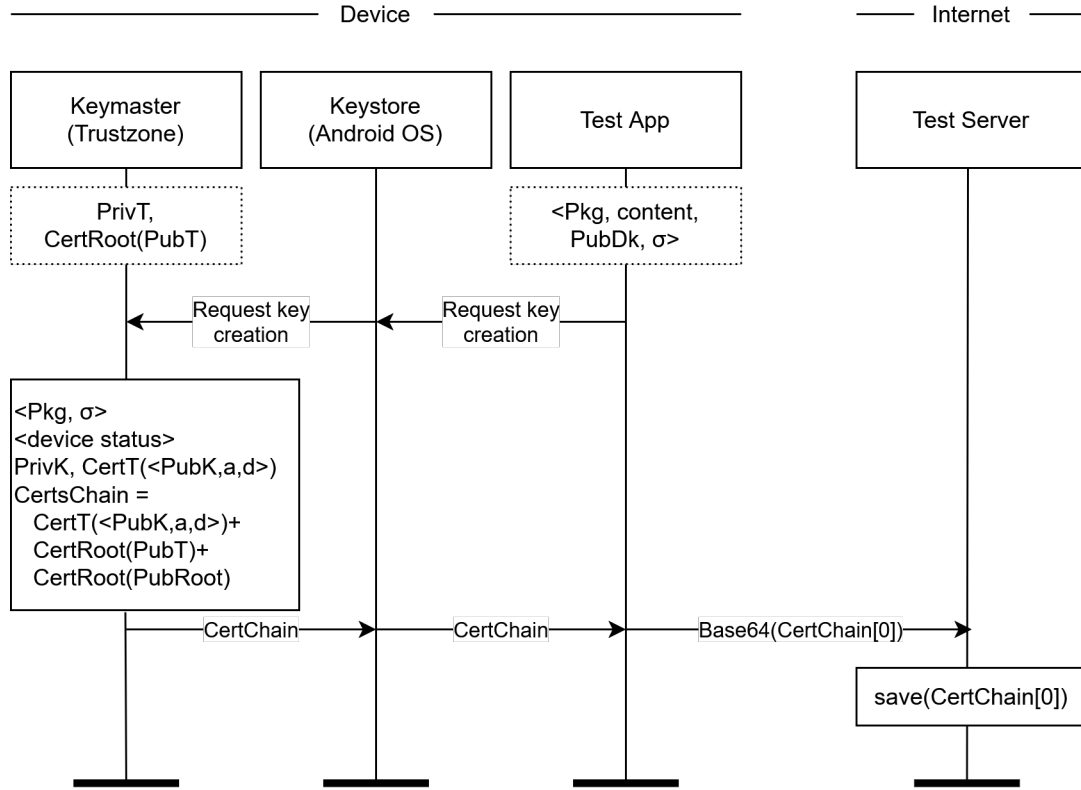 Device
Internet
Keymaster
(Trustzone)
Keystore
(Android OS)
Test App
Test Server
PrivT,
CertRoot(PubT)
<Pkg, content,
PubDk, σ>
Request key
creation
Request key
creation
<Pkg, σ>
<device status>
PrivK, CertT(<PubK,a,d>)
CertsChain =
CertT(<PubK,a,d>)+
CertRoot(PubT)+
CertRoot(PubRoot)
CertChain
CertChain
Base64(CertChain[0])
save(CertChain[0])